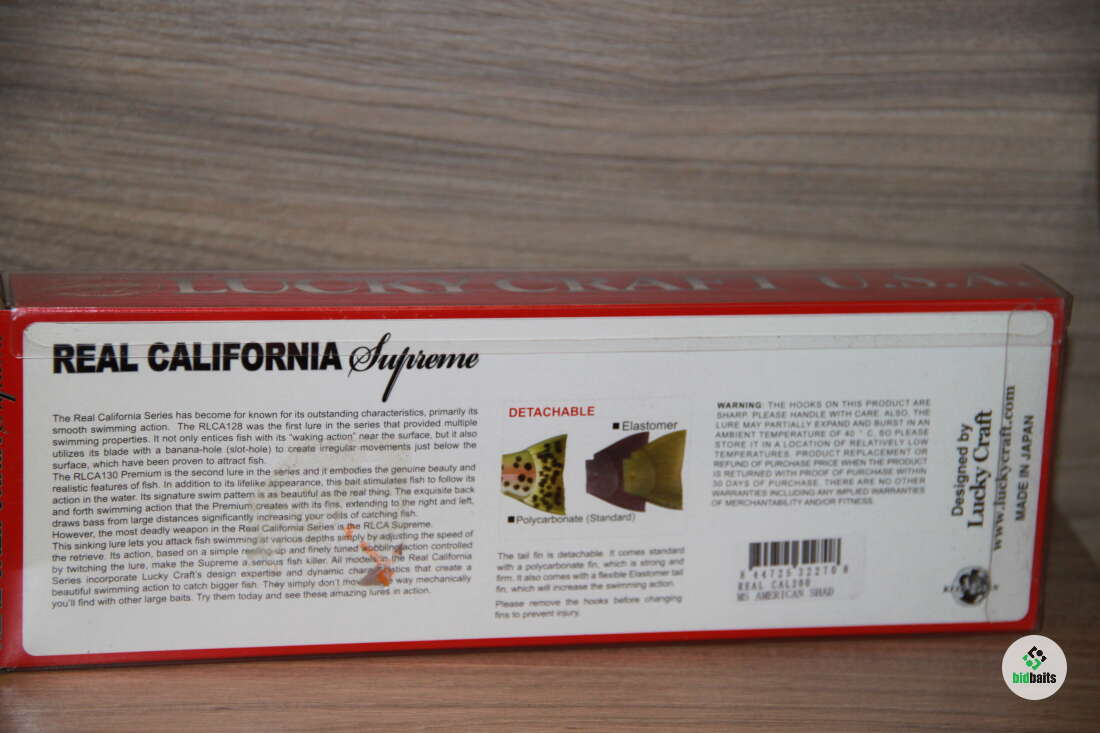 LUCKY CRAFT U.S.A.
REAL CALIFORNIA Supreme
The Real California Series has become for known for its outstanding characteristics, primarily its
smooth swimming action. The RLCA128 was the first lure in the series that provided multiple
swimming properties. It not only entices fish with its "waking action" near the surface, but it also
utilizes its blade with a banana-hole (slot-hole) to create irregular movements just below the
surface, which have been proven to attract fish.
The RLCA130 Premium is the second lure in the series and it embodies the genuine beauty and
realistic features of fish. In addition to its lifelike appearance, this bait stimulates fish to follow its
action in the water. Its signature swim pattern is as beautiful as the real thing. The exquisite back
and forth swimming action that the Premium creates with its fins, extending to the right and left,
draws bass from large distances significantly increasing your odds of catching fish.
However, the most deadly weapon in the Real California Series is the RLCA Supreme.
This sinking lure lets you attack fish swimming at various depths simply by adjusting the speed of
the retrieve. Its action, based on a simple up and finely tuned wobbling action controlled
by twitching the lure, make the Supreme a serious fish killer. All models in the Real California
Series incorporate Lucky Craft's design expertise and dynamic characteristics that create a
beautiful swimming action to catch bigger fish. They simply don't way mechanically
you'll find with other large baits. Try them today and see these amazing lures in action.
DETACHABLE
■Elastomer
■Polycarbonate (Standard)
The tail fin is detachable. It comes standard
with a polycarbonate fin, which is strong and
firm. It also comes with a flexible Elastomer tail
fin, which will increase the swimming action.
Please remove the hooks before changing
fins to prevent injury.
WARNING: THE HOOKS ON THIS PRODUCT ARE
SHARP. PLEASE HANDLE WITH CARE. ALSO, THE
LURE MAY PARTIALLY EXPAND AND BURST IN AN
AMBIENT TEMPERATURE OF 40 ° C, SO PLEASE
STORE IT IN A LOCATION OF RELATIVELY LOW
TEMPERATURES. PRODUCT REPLACEMENT OR
REFUND OF PURCHASE PRICE WHEN THE PRODUCT
IS RETURNED WITH PROOF OF PURCHASE WITHIN
30 DAYS OF PURCHASE. THERE ARE NO OTHER
WARRANTIES INCLUDING ANY IMPLIED WARRANTIES
OF MERCHANTABILITY AND/OR FITNESS.
8 44725 32270 8
REAL CAL200
MS AMERICAN SHAD
Designed by
Lucky Craft
www.luckycraft.com
MADE IN JAPAN
bidbaits